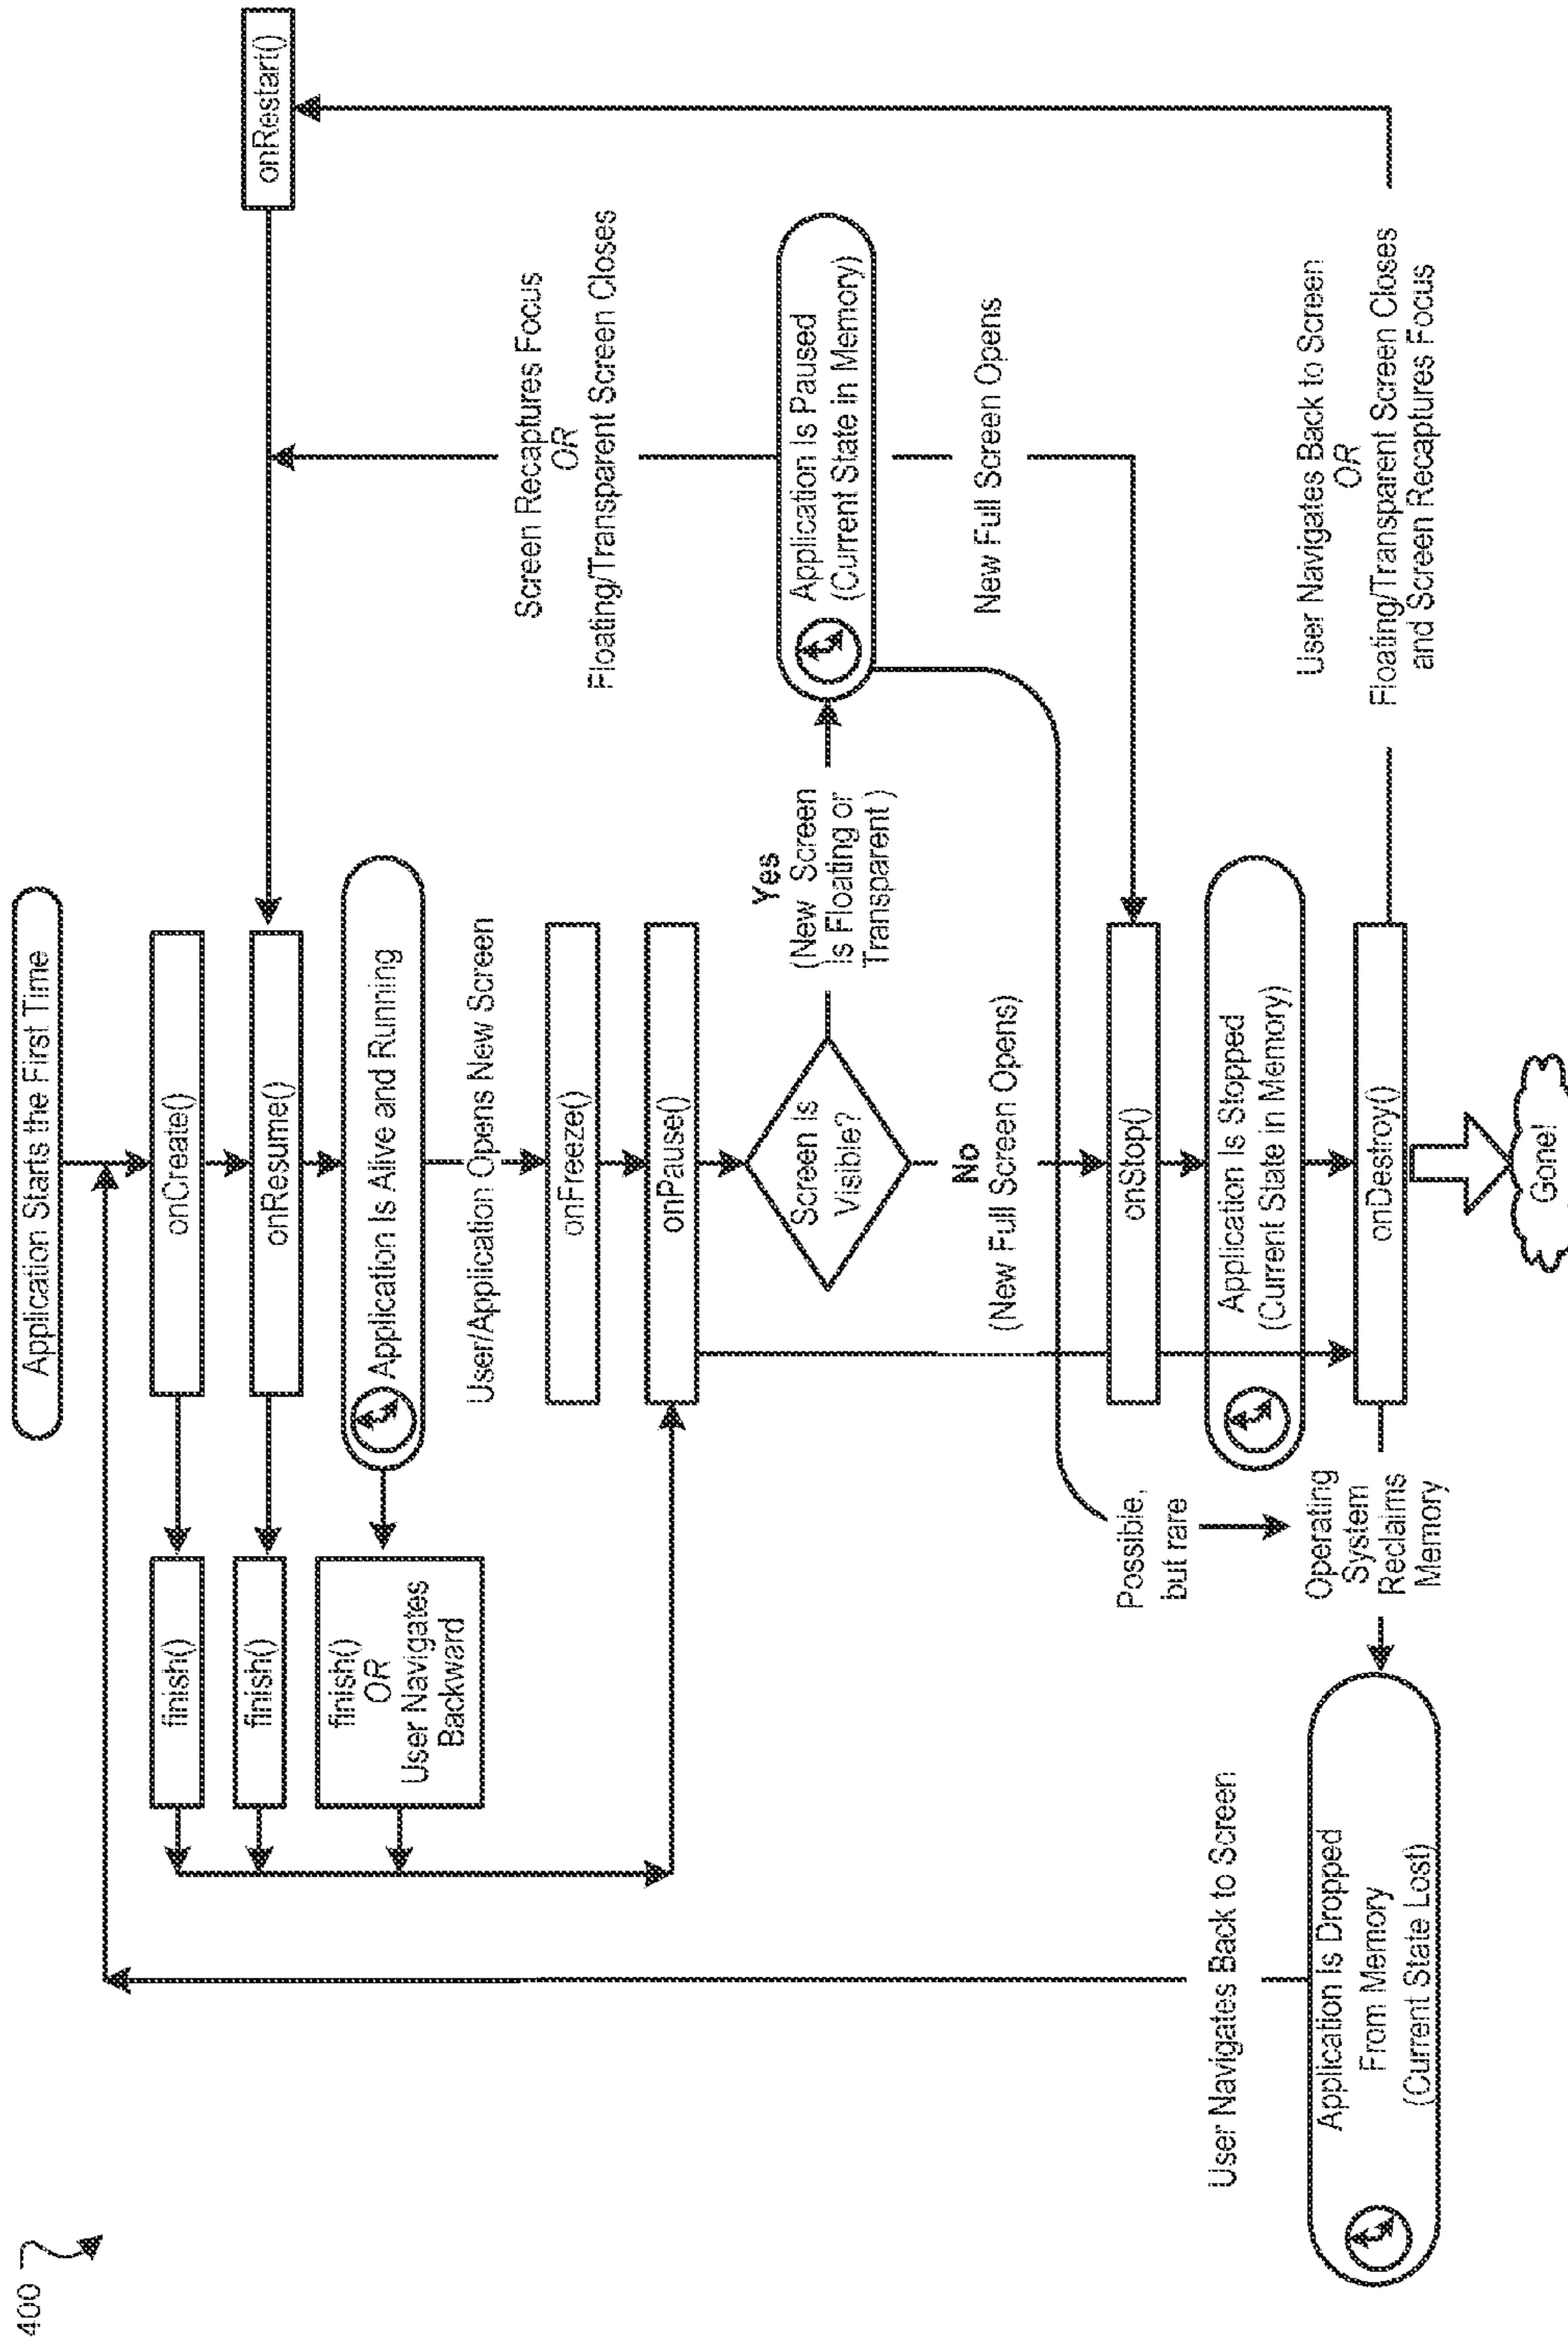 400
Application Starts the First Time
onCreate()
finish()
onResume()
finish()
onRestart()
Application Is Alive and Running
finish()
OR
User Navigates
Backward
User/Application Opens New Screen
Screen Recaptures Focus
OR
Floating/Transparent Screen Closes
onFreeze()
onPause()
Screen is
Visible?
Yes
(New Screen
is Floating or
Transparent )
Application Is Paused
(Current State in Memory)
No
(New Full Screen Opens)
New Full Screen Opens
onStop()
Possible,
but rare
Application Is Stopped
(Current State in Memory)
User Navigates Back to Screen
User Navigates Back to Screen
OR
Floating/Transparent Screen Closes
and Screen Recaptures Focus
Operating
System
Reclaims
Memory
onDestroy()
Application Is Dropped
From Memory
(Current State Lost)
Gone!